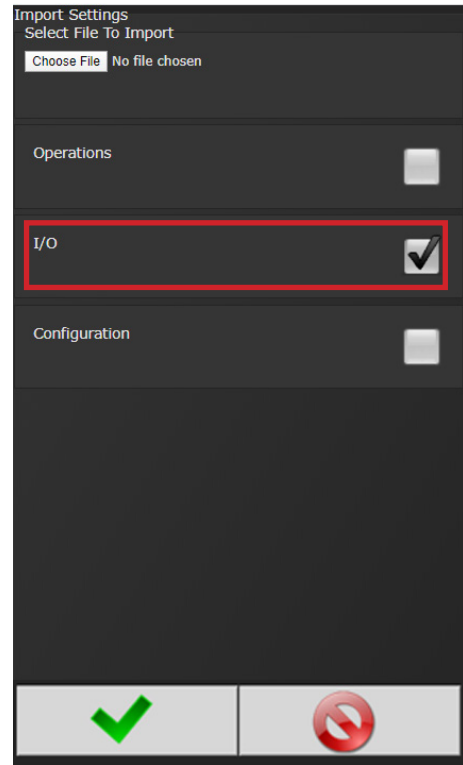 Import Settings
Select File To Import
Choose File No file chosen
Operations
I/O
Configuration